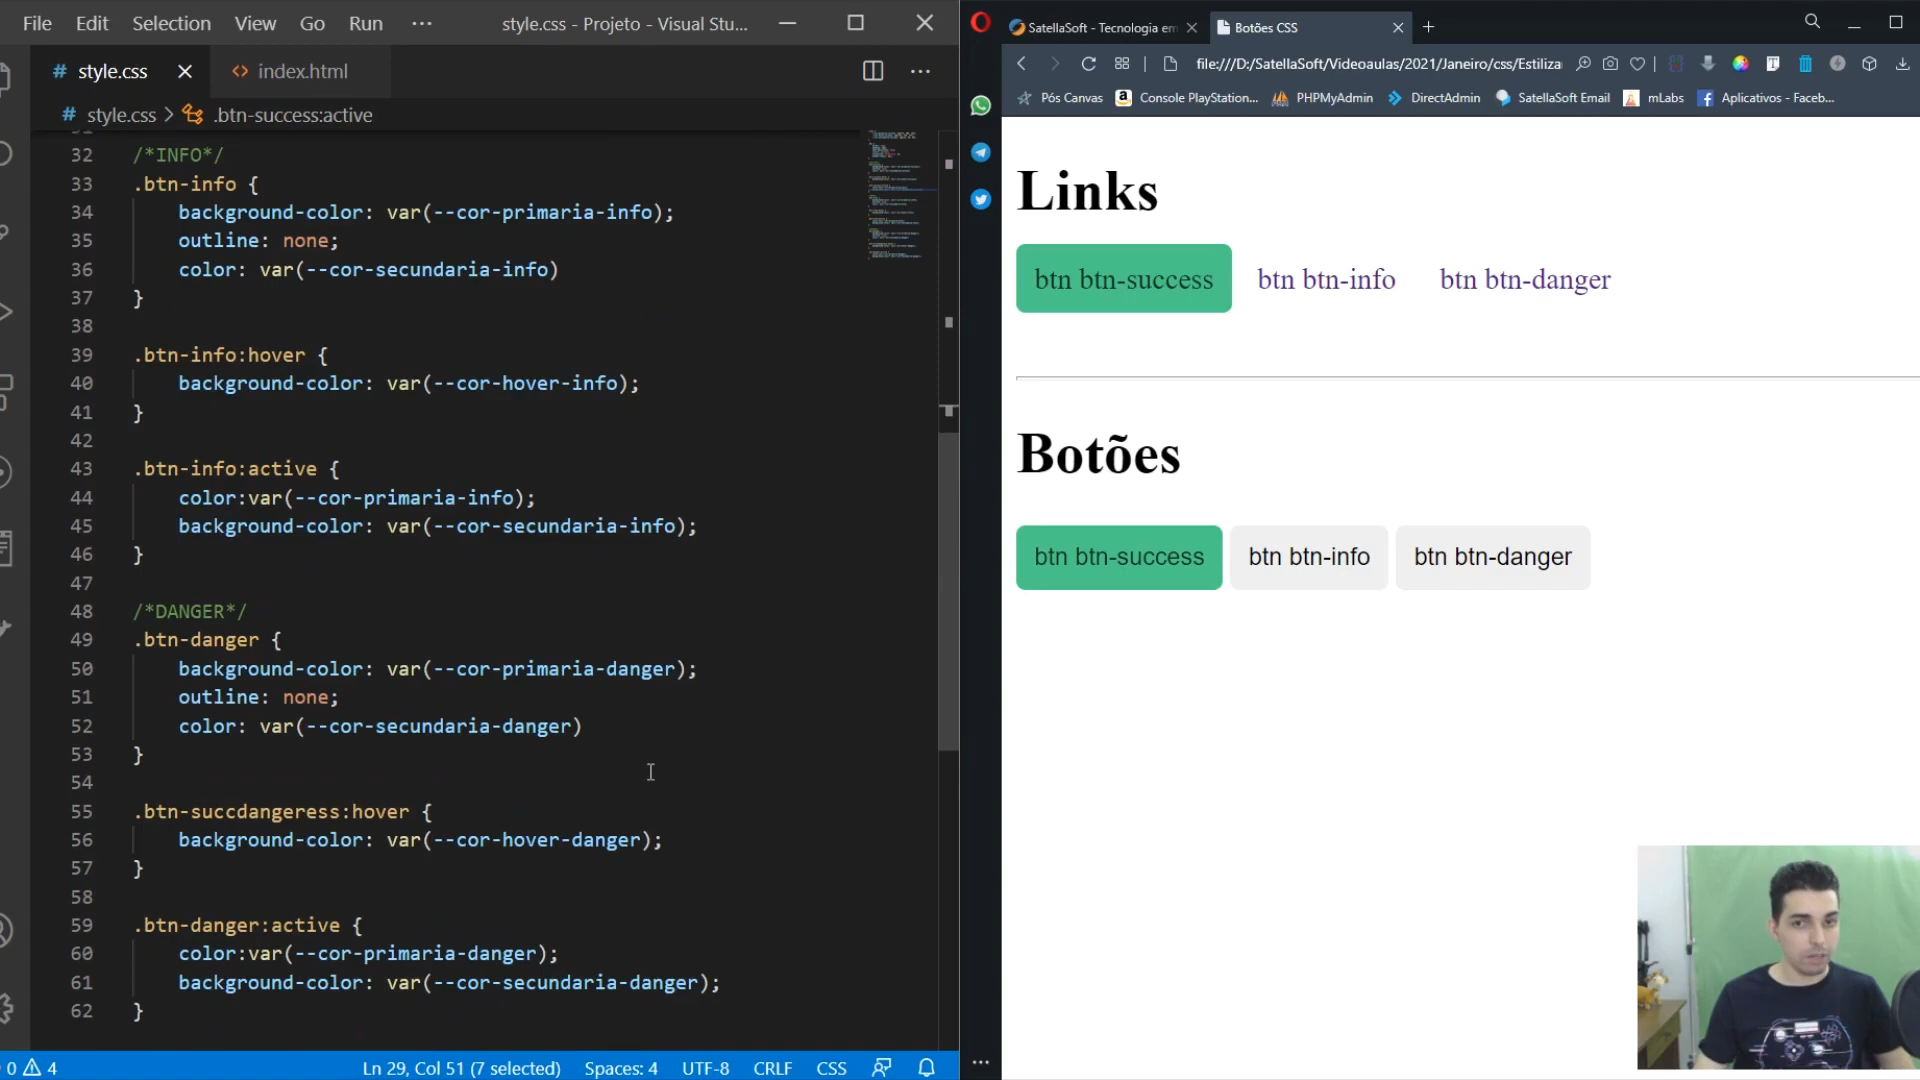 File Edit Selection View Go Run ··· style.css - Projeto - Visual Stu...
# style.css index.html
# style.css > .btn-success:active
32 /*INFO*/
33 .btn-info {
34 background-color: var(--cor-primaria-info);
35 outline: none;
36 color: var(--cor-secundaria-info)
37 }
38
39 .btn-info:hover {
40 background-color: var(--cor-hover-info);
41 }
42
43 .btn-info:active {
44 color:var(--cor-primaria-info);
45 background-color: var(--cor-secundaria-info);
46 }
47
48 /*DANGER*/
49 .btn-danger {
50 background-color: var(--cor-primaria-danger);
51 outline: none;
52 color: var(--cor-secundaria-danger)
53 }
54
55 .btn-succdangeress:hover {
56 background-color: var(--cor-hover-danger);
57 }
58
59 .btn-danger:active {
60 color:var(--cor-primaria-danger);
61 background-color: var(--cor-secundaria-danger);
62 }
0 4 Ln 29, Col 51 (7 selected) Spaces: 4 UTF-8 CRLF CSS
SatellaSoft - Tecnologia em Botões CSS
file:///D:/SatellaSoft/Videoaulas/2021/Janeiro/css/Estiliza
Pós Canvas Console PlayStation... PHPMyAdmin DirectAdmin SatellaSoft Email mLabs Aplicativos - Faceb...
Links
btn btn-success btn btn-info btn btn-danger
Botões
btn btn-success btn btn-info btn btn-danger